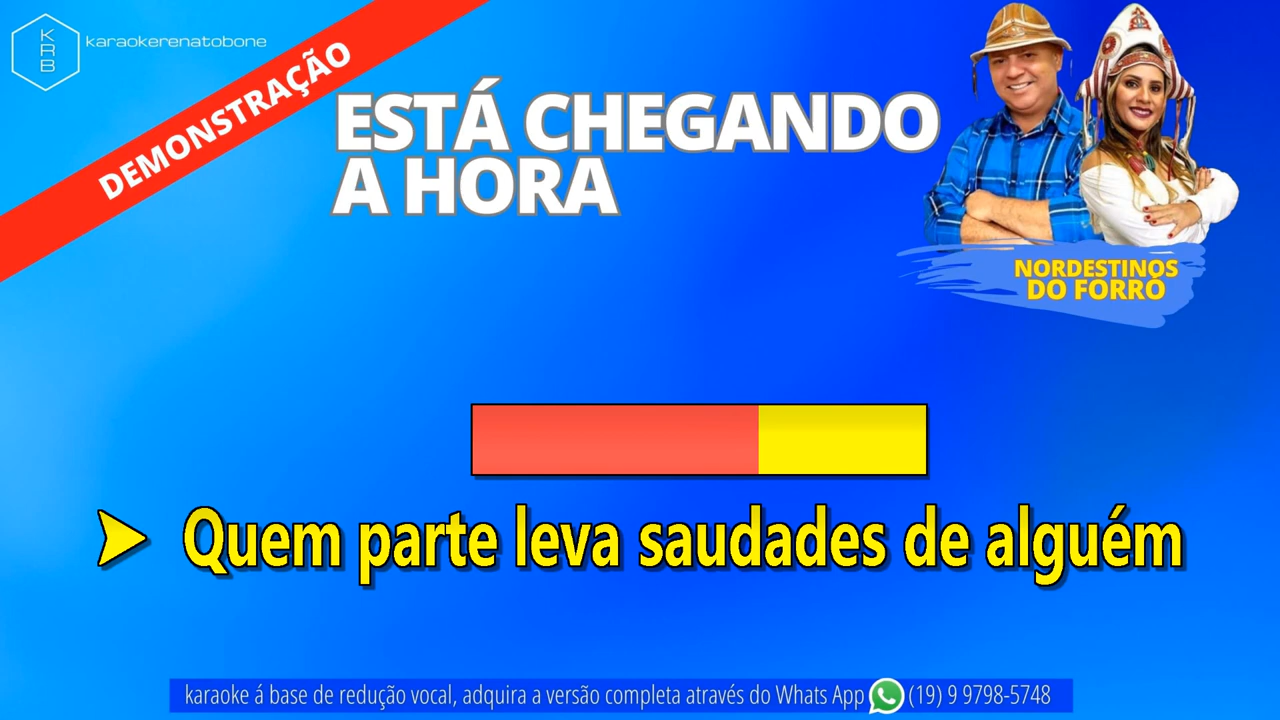 KRB
karaokerenatobone
DEMONSTRAÇÃO
ESTÁ CHEGANDO
A HORA
NORDESTINOS
DO FORRÓ
Quem parte leva saudades de alguém
karaoke á base de redução vocal, adquira a versão completa através do Whats App (19) 9 9798-5748